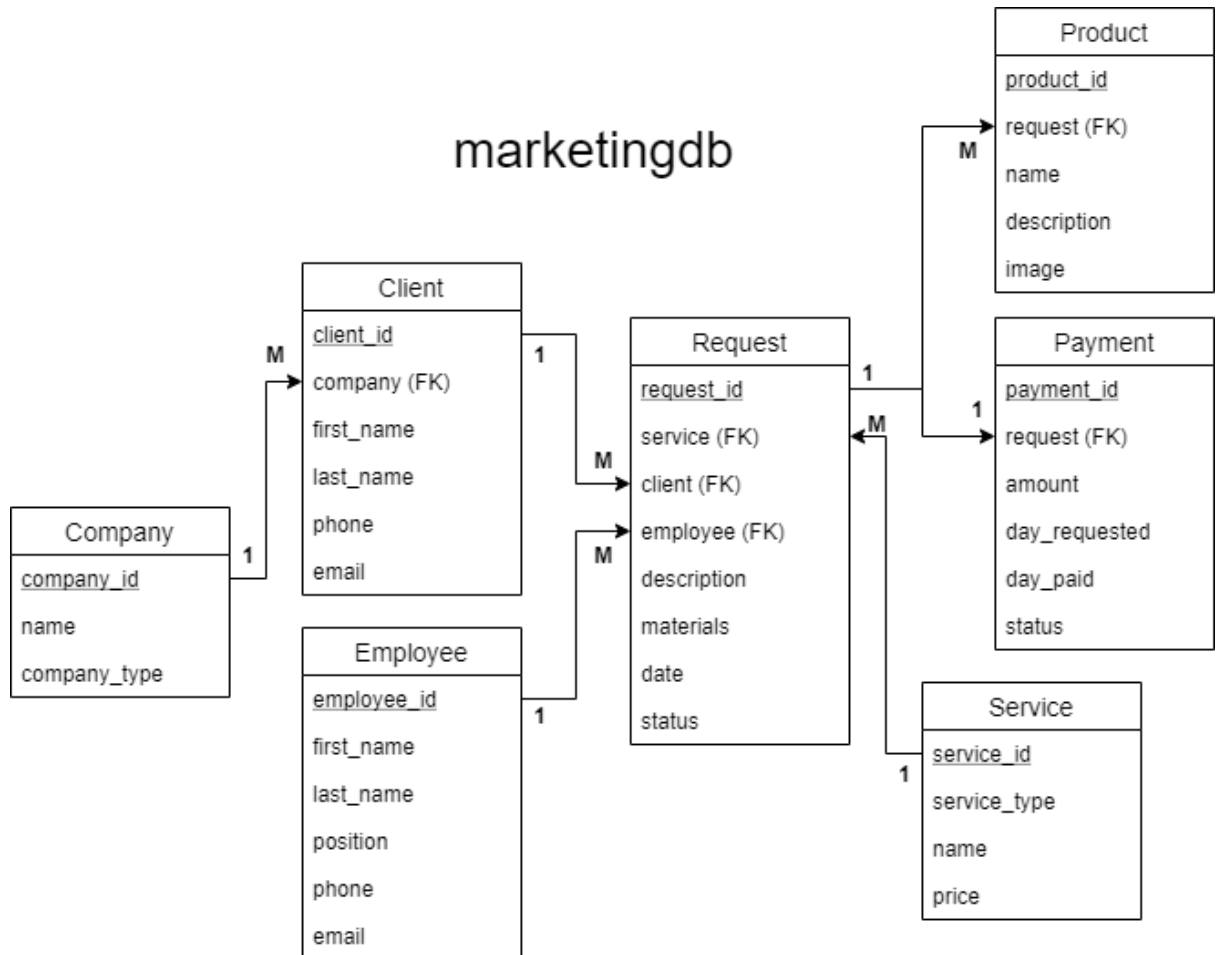 marketingdb
Company
company_id
name
company_type
1
M
Client
client_id
company (FK)
first_name
last_name
phone
email
1
M
Employee
employee_id
first_name
last_name
position
phone
email
1
M
Request
request_id
service (FK)
client (FK)
employee (FK)
description
materials
date
status
1
M
Product
product_id
request (FK)
name
description
image
M
1
Payment
payment_id
request (FK)
amount
day_requested
day_paid
status
Service
service_id
service_type
name
price
1